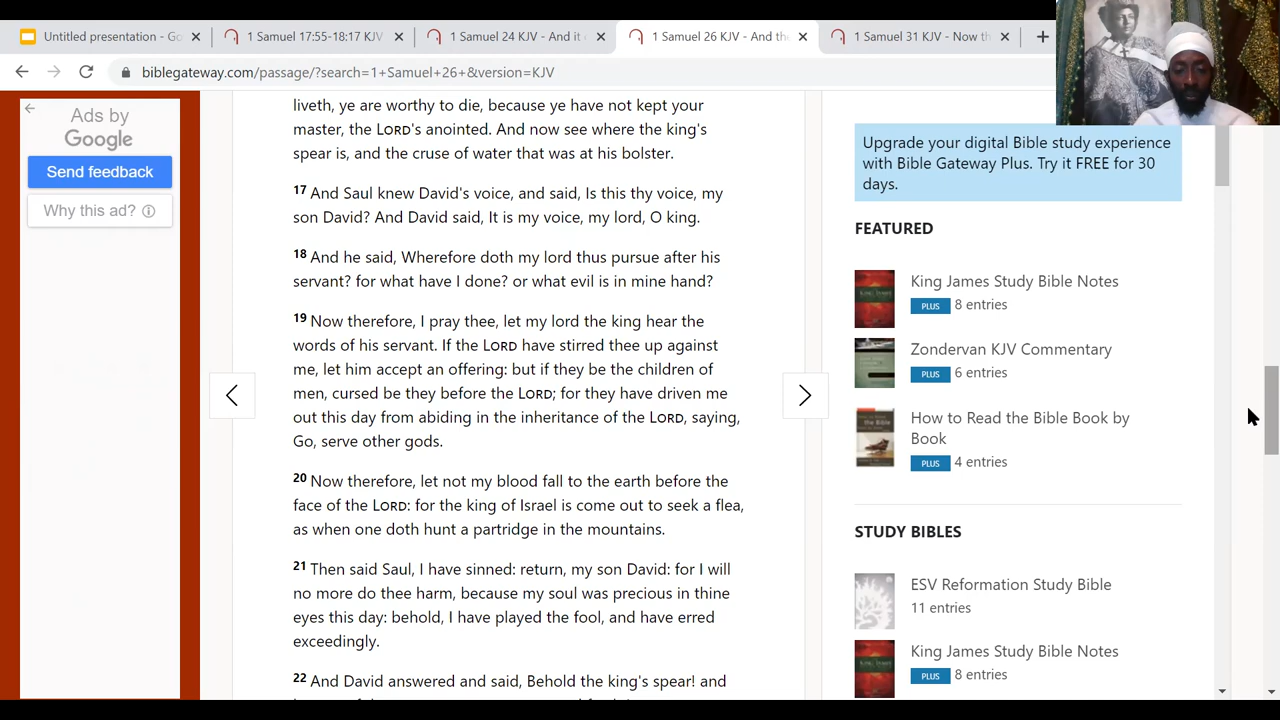 Untitled presentation - Go
1 Samuel 17:55-18:17 KJV
1 Samuel 24 KJV - And it
1 Samuel 26 KJV - And the
1 Samuel 31 KJV - Now th
biblegateway.com/passage/?search=1+Samuel+26+&version=KJV
Ads by
Google
Send feedback
Why this ad?
liveth, ye are worthy to die, because ye have not kept your
master, the LORD's anointed. And now see where the king's
spear is, and the cruse of water that was at his bolster.
17 And Saul knew David's voice, and said, Is this thy voice, my
son David? And David said, It is my voice, my lord, O king.
18 And he said, Wherefore doth my lord thus pursue after his
servant? for what have I done? or what evil is in mine hand?
19 Now therefore, I pray thee, let my lord the king hear the
words of his servant. If the LORD have stirred thee up against
me, let him accept an offering: but if they be the children of
men, cursed be they before the LORD; for they have driven me
out this day from abiding in the inheritance of the LORD, saying,
Go, serve other gods.
20 Now therefore, let not my blood fall to the earth before the
face of the LORD: for the king of Israel is come out to seek a flea,
as when one doth hunt a partridge in the mountains.
21 Then said Saul, I have sinned: return, my son David: for I will
no more do thee harm, because my soul was precious in thine
eyes this day: behold, I have played the fool, and have erred
exceedingly.
22 And David answered and said, Behold the king's spear! and
Upgrade your digital Bible study experience
with Bible Gateway Plus. Try it FREE for 30
days.
FEATURED
King James Study Bible Notes
PLUS 8 entries
Zondervan KJV Commentary
PLUS 6 entries
How to Read the Bible Book by
Book
PLUS 4 entries
STUDY BIBLES
ESV Reformation Study Bible
11 entries
King James Study Bible Notes
PLUS 8 entries